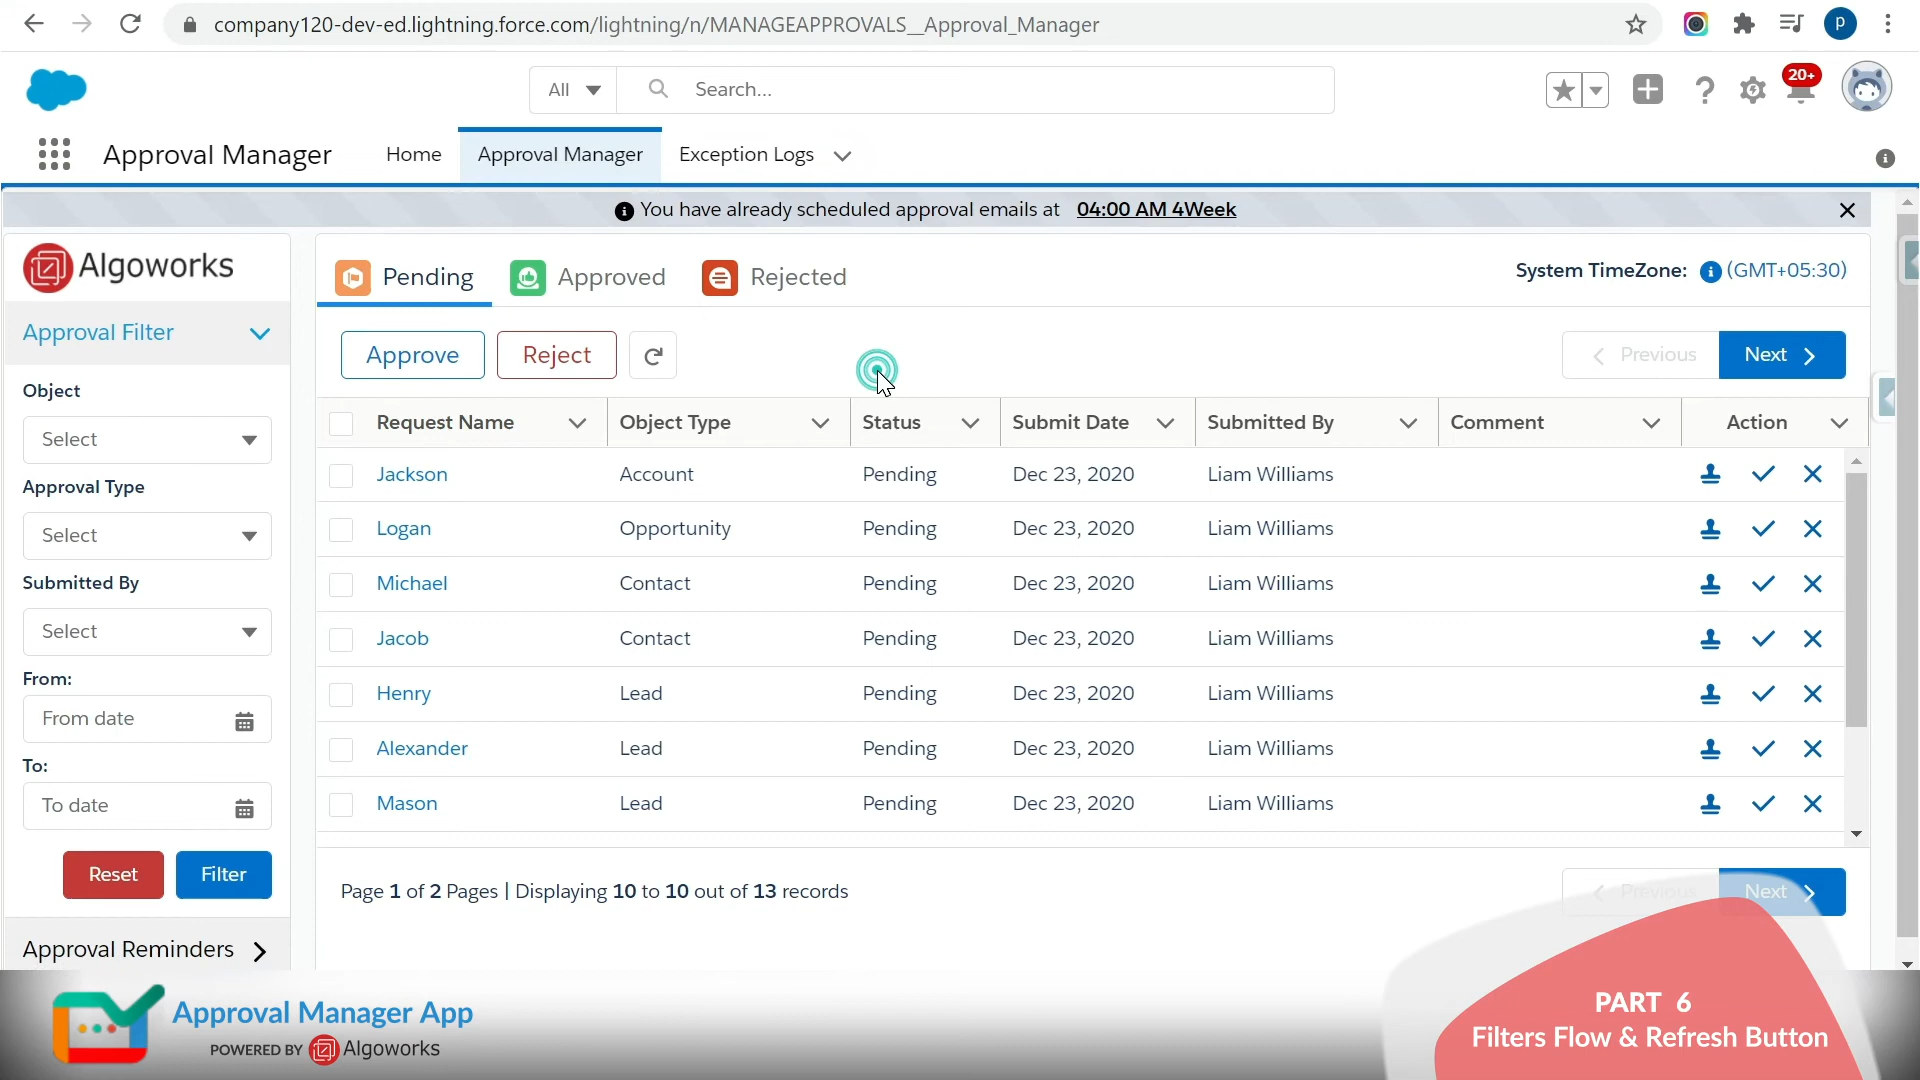 company120-dev-ed.lightning.force.com/lightning/n/MANAGEAPPROVALS__Approval_Manager
p
All
Search...
20+
Approval Manager
Home
Approval Manager
Exception Logs
You have already scheduled approval emails at 04:00 AM 4Week
Algoworks
Pending
Approved
Rejected
System TimeZone: (GMT+05:30)
Approval Filter
Approve
Reject
Previous
Next
Object
Select
Approval Type
Select
Submitted By
Select
From:
From date
To:
To date
Reset
Filter
Approval Reminders
Request Name Object Type Status Submit Date Submitted By Comment Action
Jackson Account Pending Dec 23, 2020 Liam Williams
Logan Opportunity Pending Dec 23, 2020 Liam Williams
Michael Contact Pending Dec 23, 2020 Liam Williams
Jacob Contact Pending Dec 23, 2020 Liam Williams
Henry Lead Pending Dec 23, 2020 Liam Williams
Alexander Lead Pending Dec 23, 2020 Liam Williams
Mason Lead Pending Dec 23, 2020 Liam Williams
Page 1 of 2 Pages | Displaying 10 to 10 out of 13 records
Previous
Next
Approval Manager App
POWERED BY Algoworks
PART 6
Filters Flow & Refresh Button